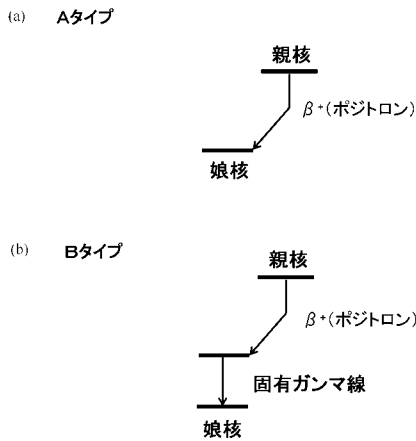 (a) Aタイプ
親核
β⁺(ポジトロン)
娘核
(b) Bタイプ
親核
β⁺(ポジトロン)
固有ガンマ線
娘核